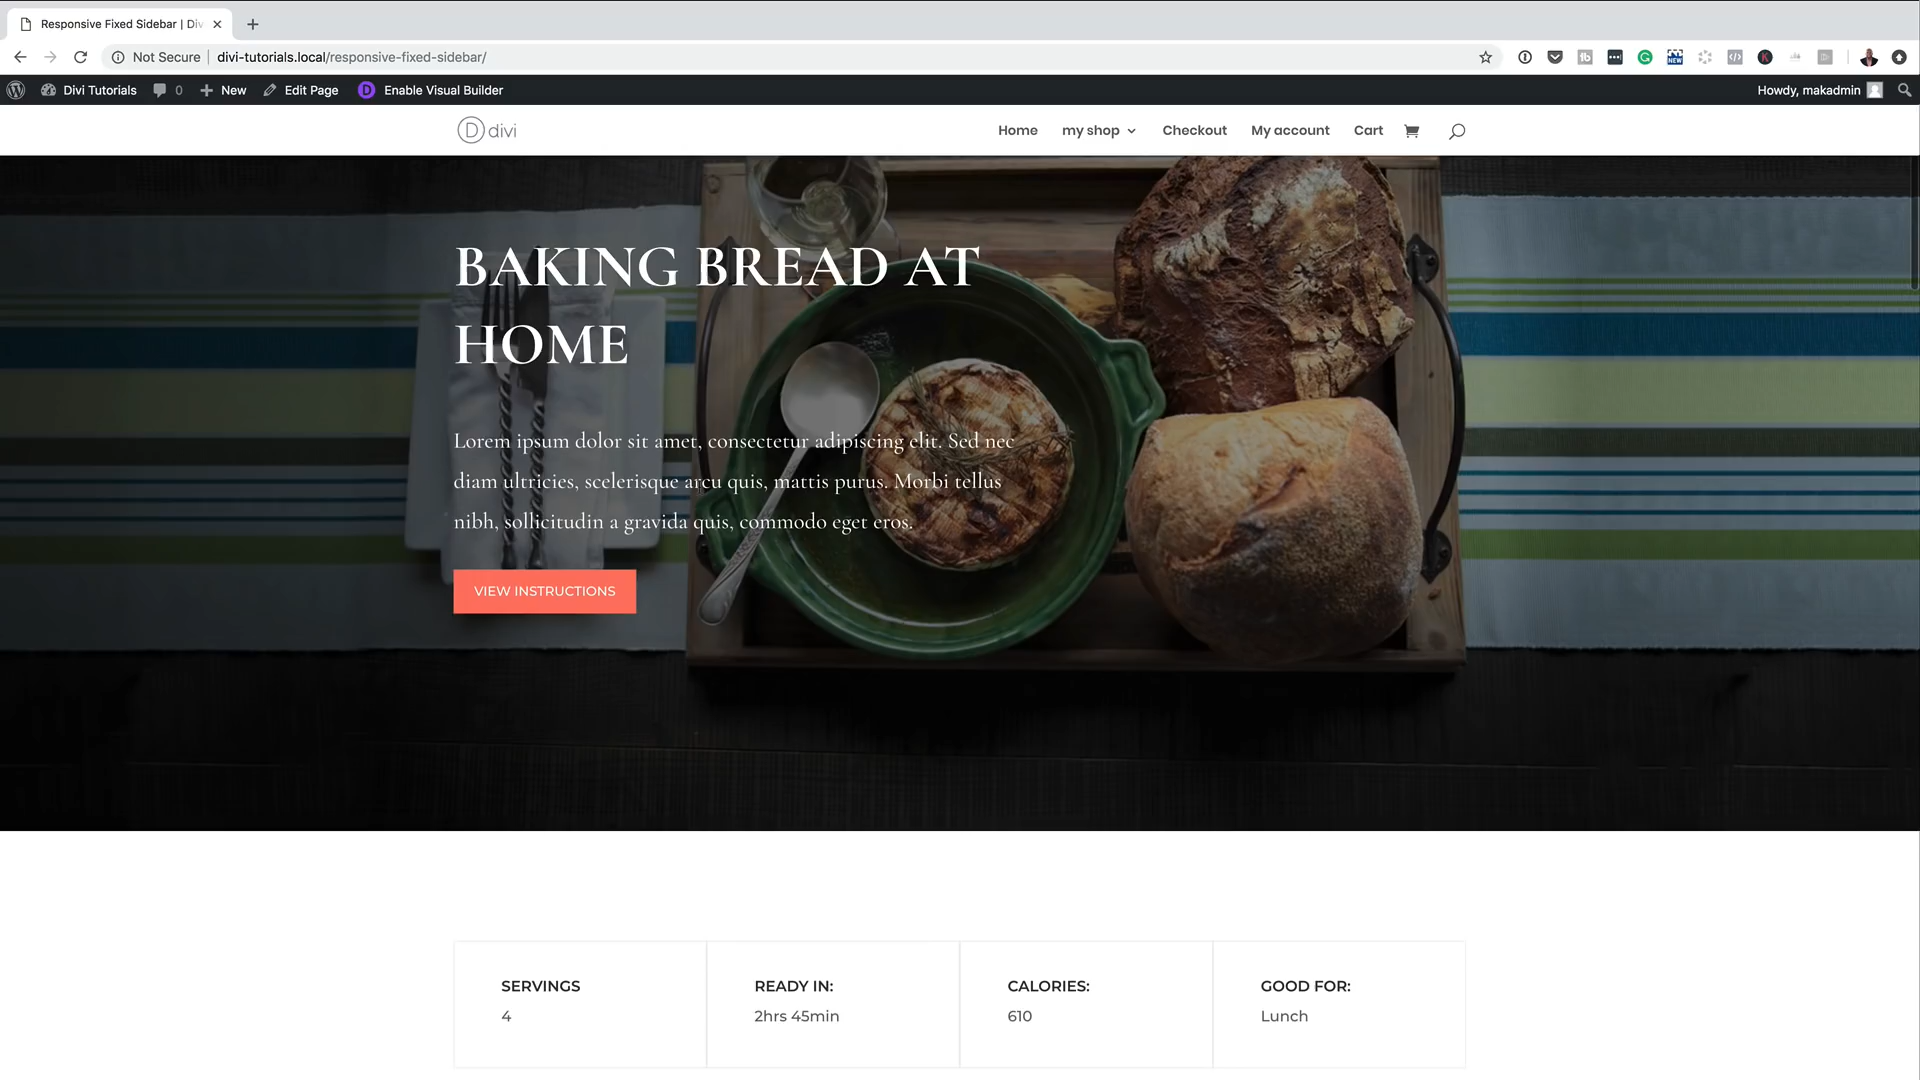 Responsive Fixed Sidebar | Div
Not Secure
divi-tutorials.local/responsive-fixed-sidebar/
Divi Tutorials
0
New
Edit Page
D
Enable Visual Builder
Howdy, makadmin
D divi
Home
my shop
Checkout
My account
Cart
BAKING BREAD AT
HOME
Lorem ipsum dolor sit amet, consectetur adipiscing elit. Sed nec
diam ultricies, scelerisque arcu quis, mattis purus. Morbi tellus
nibh, sollicitudin a gravida quis, commodo eget eros.
VIEW INSTRUCTIONS
SERVINGS
4
READY IN:
2hrs 45min
CALORIES:
610
GOOD FOR:
Lunch